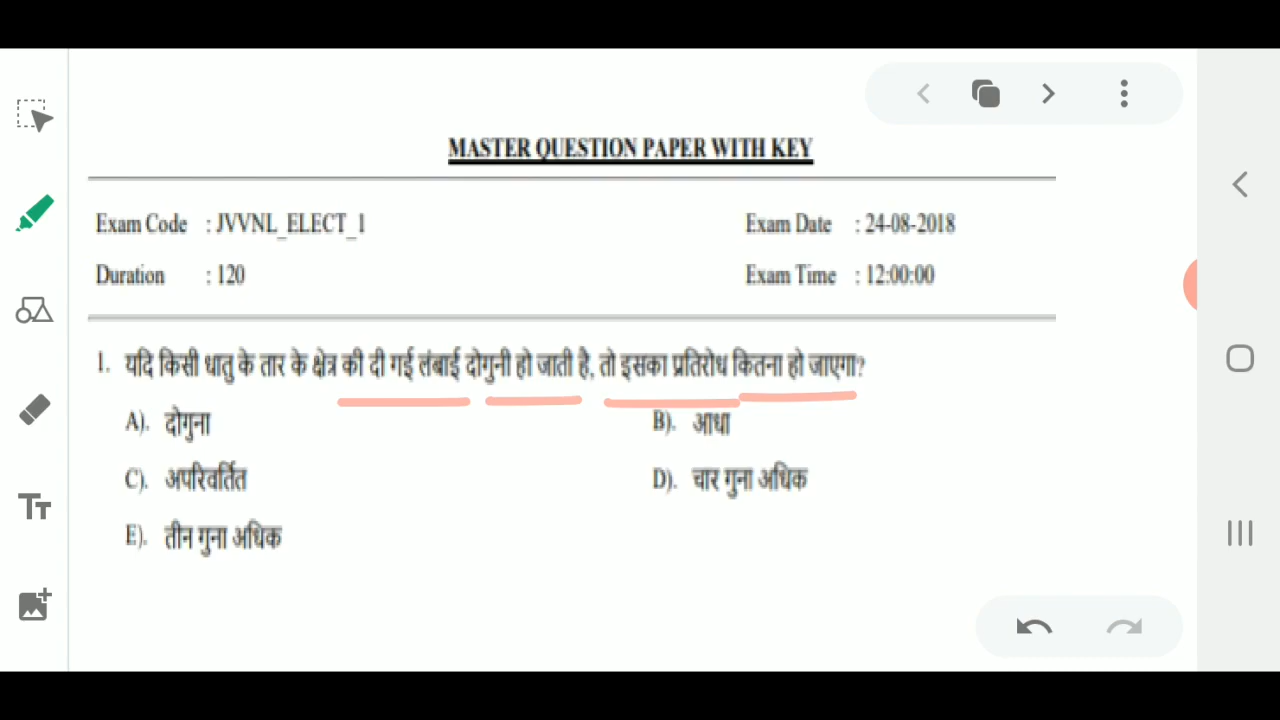 MASTER QUESTION PAPER WITH KEY
Exam Code : JVVNL_ELECT_1 Exam Date : 24-08-2018
Duration : 120 Exam Time : 12:00:00
1. यदि किसी धातु के तार के क्षेत्र की दी गई लंबाई दोगुनी हो जाती है, तो इसका प्रतिरोध कितना हो जाएगा?
A). दोगुना B). आधा
C). अपरिवर्तित D). चार गुना अधिक
E). तीन गुना अधिक
TT